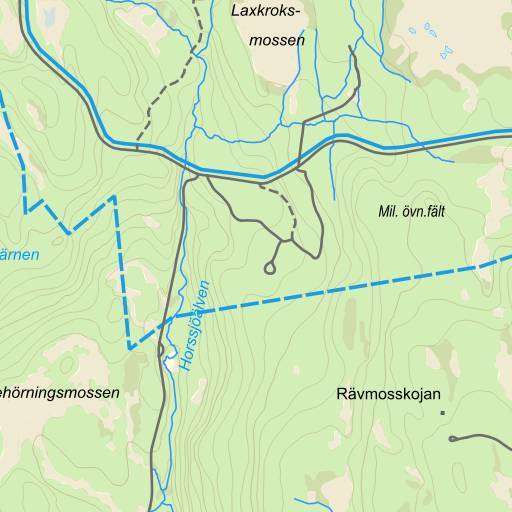 Laxkroks-
mossen
Mil. övn.fält
ärnen
Horssjöälven
ehörningsmossen
Rävmosskojan